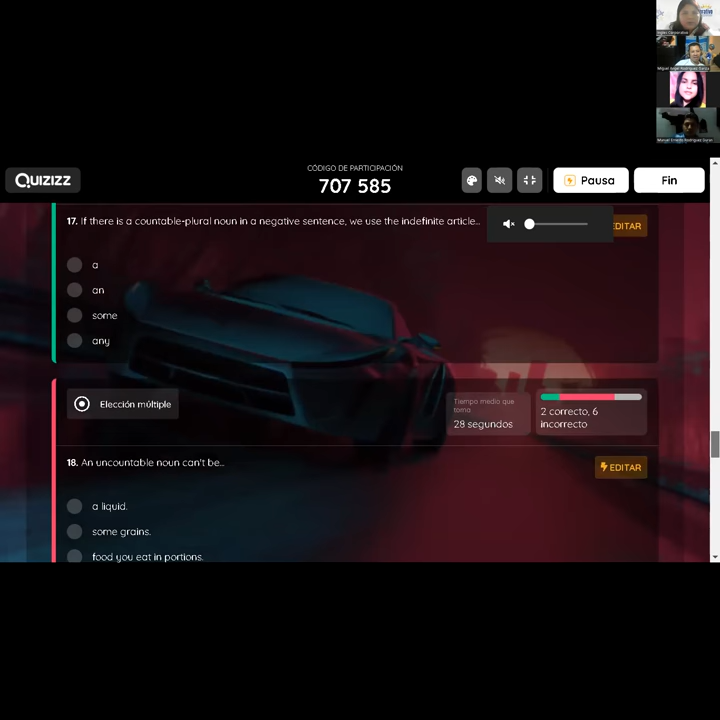 Quizizz
CÓDIGO DE PARTICIPACIÓN
707 585
Pausa
Fin
17. If there is a countable-plural noun in a negative sentence, we use the indefinite article...
EDITAR
a
an
some
any
Elección múltiple
Tiempo medio que toma
28 segundos
2 correcto, 6 incorrecto
18. An uncountable noun can't be...
EDITAR
a liquid.
some grains.
food you eat in portions.